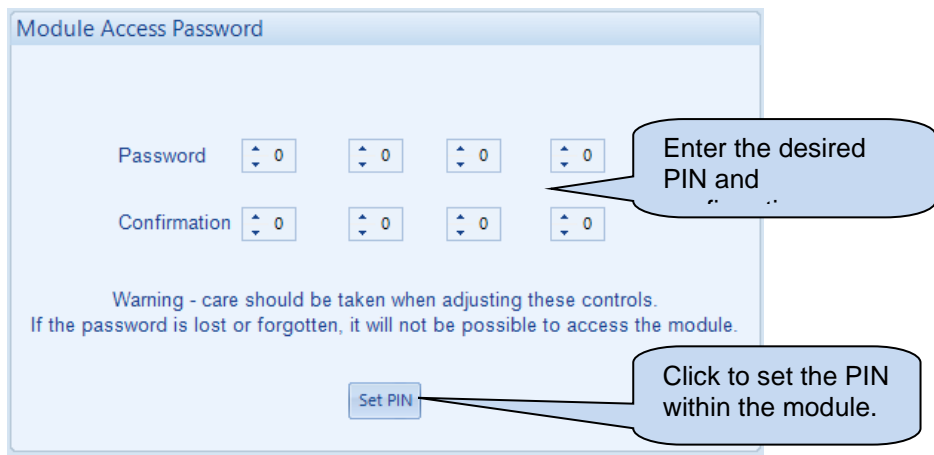 Module Access Password
Password 0 0 0 0
Enter the desired
PIN and
Confirmation 0 0 0 0
Warning - care should be taken when adjusting these controls.
If the password is lost or forgotten, it will not be possible to access the module.
Set PIN
Click to set the PIN
within the module.